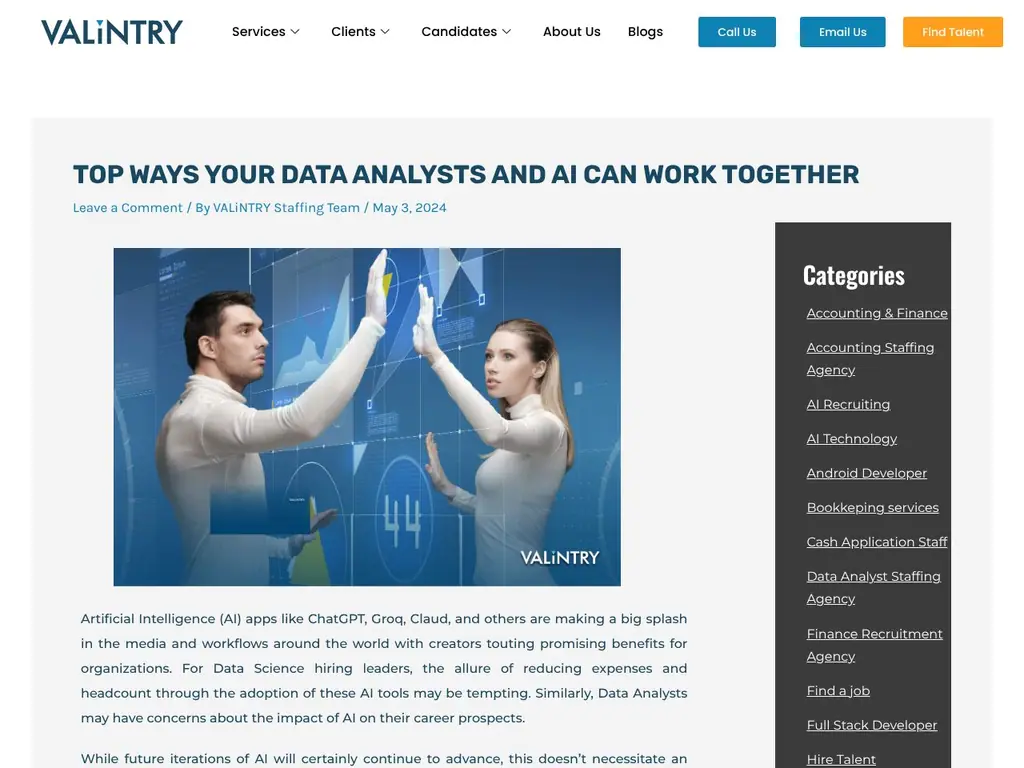 VALiNTRY
Services
Clients
Candidates
About Us
Blogs
Call Us
Email Us
Find Talent
TOP WAYS YOUR DATA ANALYSTS AND AI CAN WORK TOGETHER
Leave a Comment / By VALiNTRY Staffing Team / May 3, 2024
44
VALiNTRY
Artificial Intelligence (AI) apps like ChatGPT, Groq, Claud, and others are making a big splash
in the media and workflows around the world with creators touting promising benefits for
organizations. For Data Science hiring leaders, the allure of reducing expenses and
headcount through the adoption of these AI tools may be tempting. Similarly, Data Analysts
may have concerns about the impact of AI on their career prospects.
While future iterations of AI will certainly continue to advance, this doesn't necessitate an
Categories
Accounting & Finance
Accounting Staffing
Agency
AI Recruiting
AI Technology
Android Developer
Bookkeping services
Cash Application Staff
Data Analyst Staffing
Agency
Finance Recruitment
Agency
Find a job
Full Stack Developer
Hire Talent